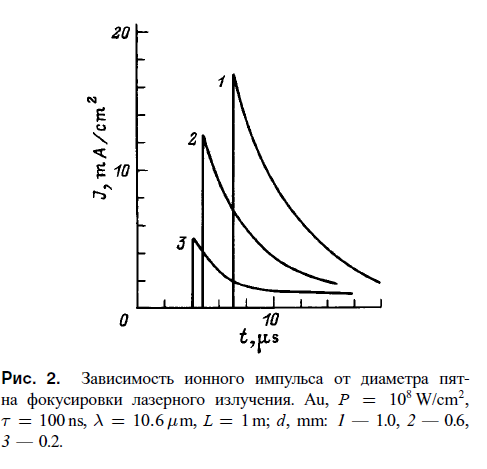 20
J, mA/cm²
1
2
10
3
0
10
t, μs
Рис. 2. Зависимость ионного импульса от диаметра пят-
на фокусировки лазерного излучения. Au, P = 10⁸ W/cm²,
τ = 100 ns, λ = 10.6 μm, L = 1 m; d, mm: 1 — 1.0, 2 — 0.6,
3 — 0.2.